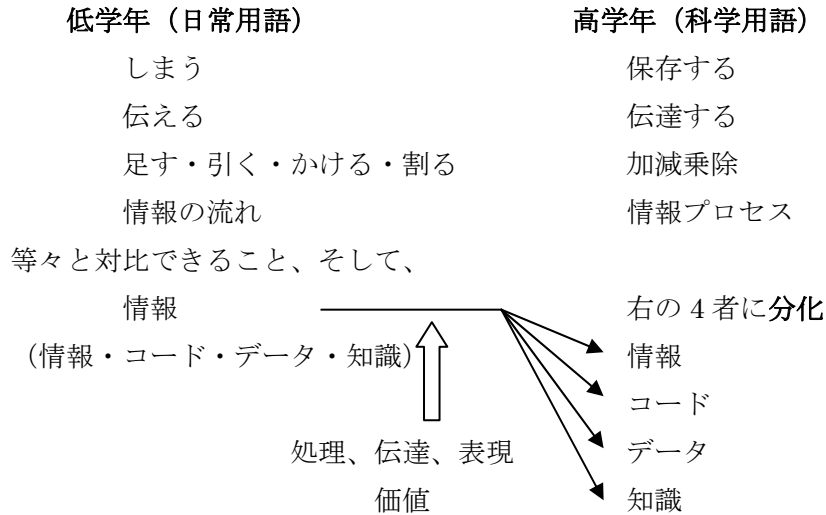 低学年（日常用語） 高学年（科学用語）
しまう 保存する
伝える 伝達する
足す・引く・かける・割る 加減乗除
情報の流れ 情報プロセス
等々と対比できること、そして、
情報 右の4者に分化
（情報・コード・データ・知識） 情報
コード
処理、伝達、表現 データ
価値 知識